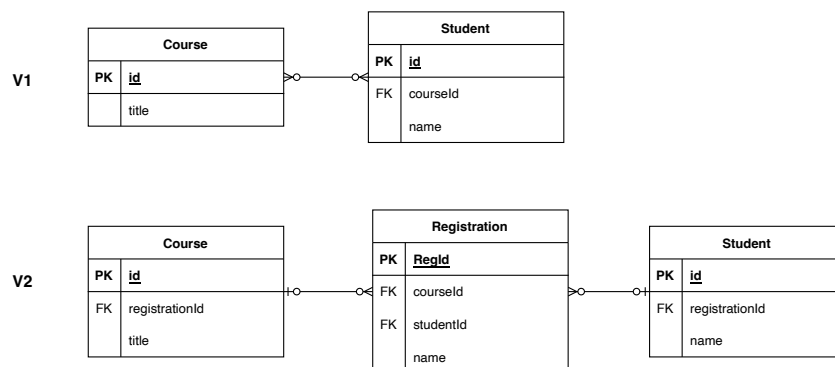 V1
Course
PK id
title
Student
PK id
FK courseId
name
V2
Course
PK id
FK registrationId
title
Registration
PK RegId
FK courseId
FK studentId
name
Student
PK id
FK registrationId
name